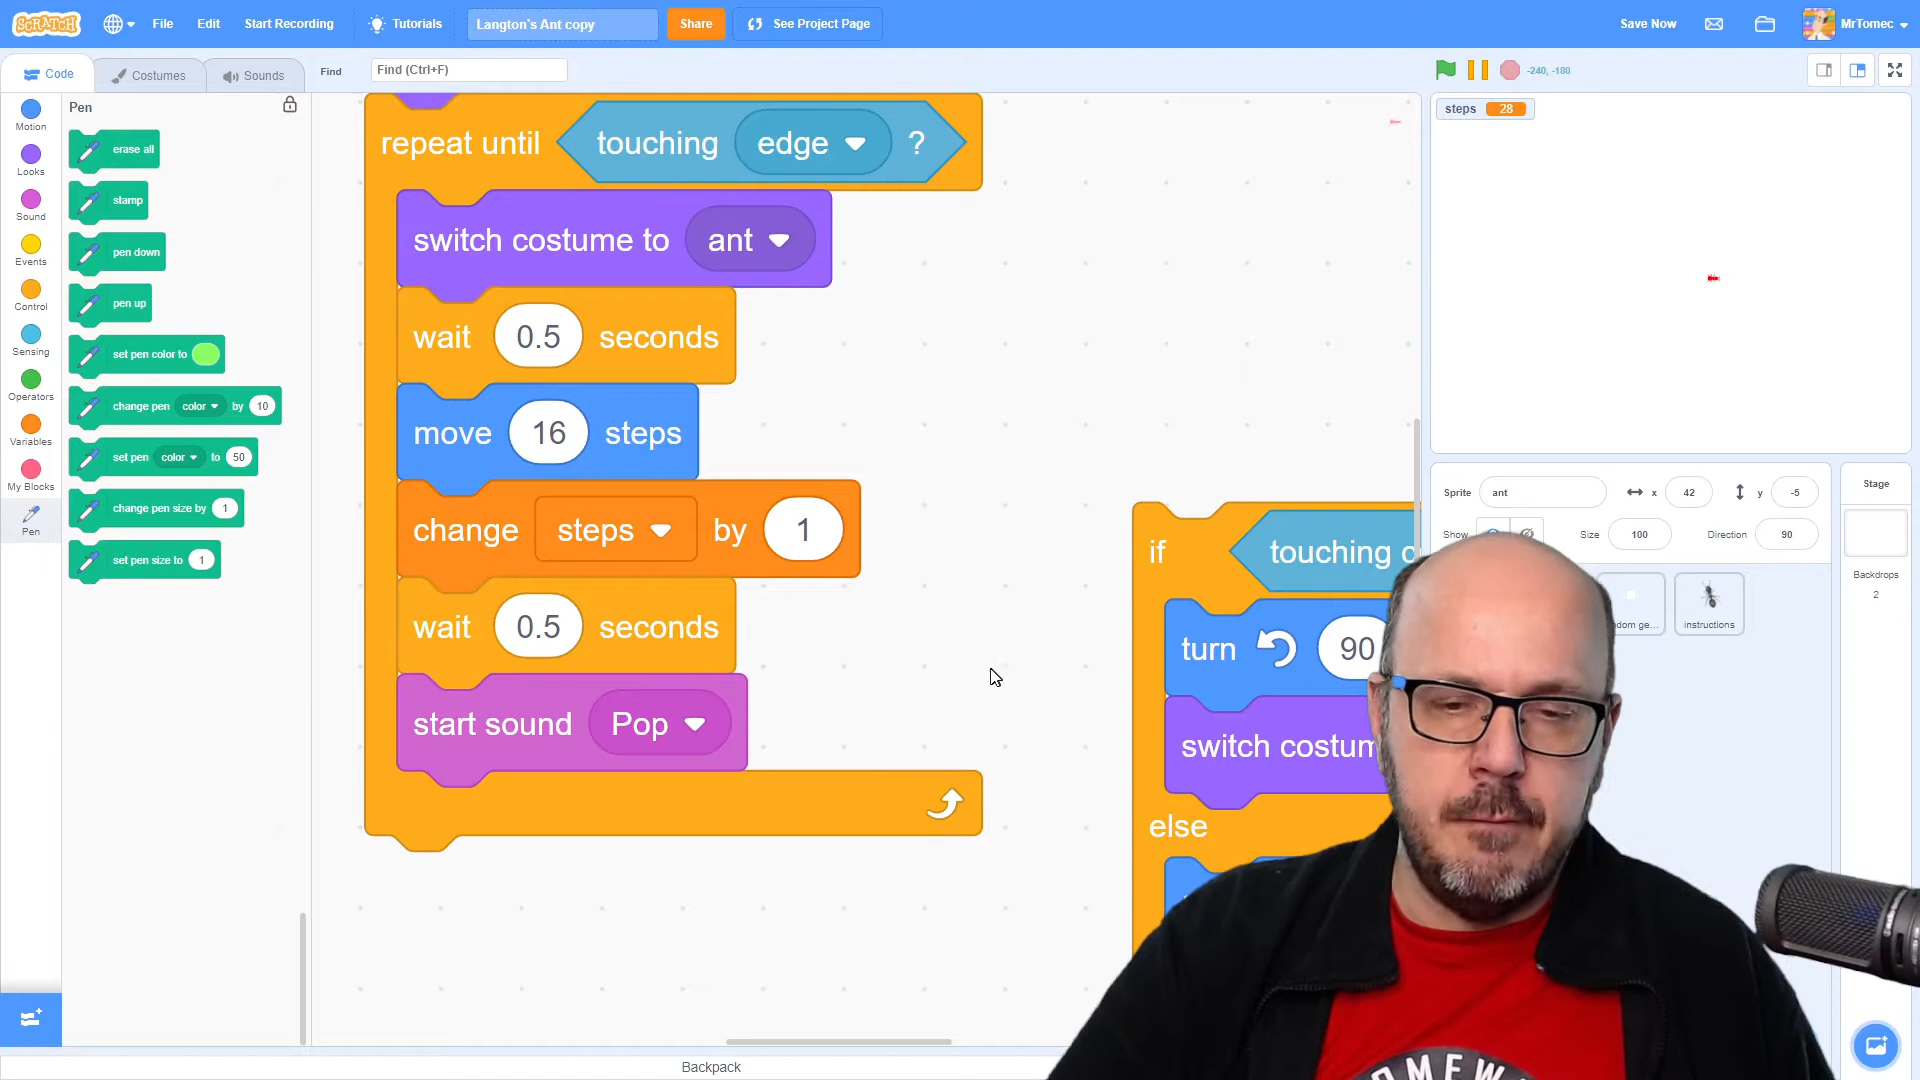 SCRATCH
File
Edit
Start Recording
Tutorials
Langton's Ant copy
Share
See Project Page
Save Now
MrTomec
Code
Costumes
Sounds
Find
Find (Ctrl+F)
-240, -180
Motion
Looks
Sound
Events
Control
Sensing
Operators
Variables
My Blocks
Pen
Pen
erase all
stamp
pen down
pen up
set pen color to
change pen color by 10
set pen color to 50
change pen size by 1
set pen size to 1
repeat until touching edge ?
switch costume to ant
wait 0.5 seconds
move 16 steps
change steps by 1
wait 0.5 seconds
start sound Pop
if touching c
turn 90
switch costum
else
steps 28
Sprite ant x 42 y -5
Show Size 100 Direction 90
dom ge...
instructions
Stage
Backdrops
2
Backpack
OMEW